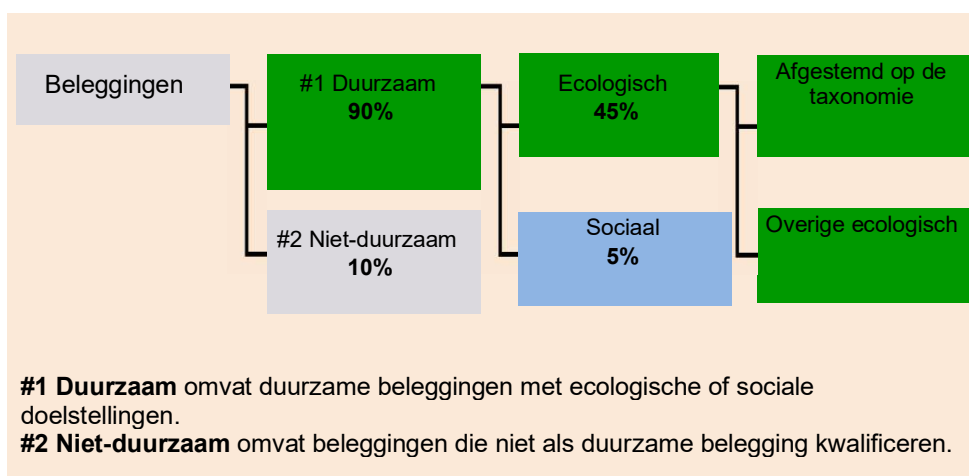 Beleggingen
#1 Duurzaam
90%
Ecologisch
45%
Afgestemd op de
taxonomie
#2 Niet-duurzaam
10%
Sociaal
5%
Overige ecologisch
#1 Duurzaam omvat duurzame beleggingen met ecologische of sociale
doelstellingen.
#2 Niet-duurzaam omvat beleggingen die niet als duurzame belegging kwalificeren.